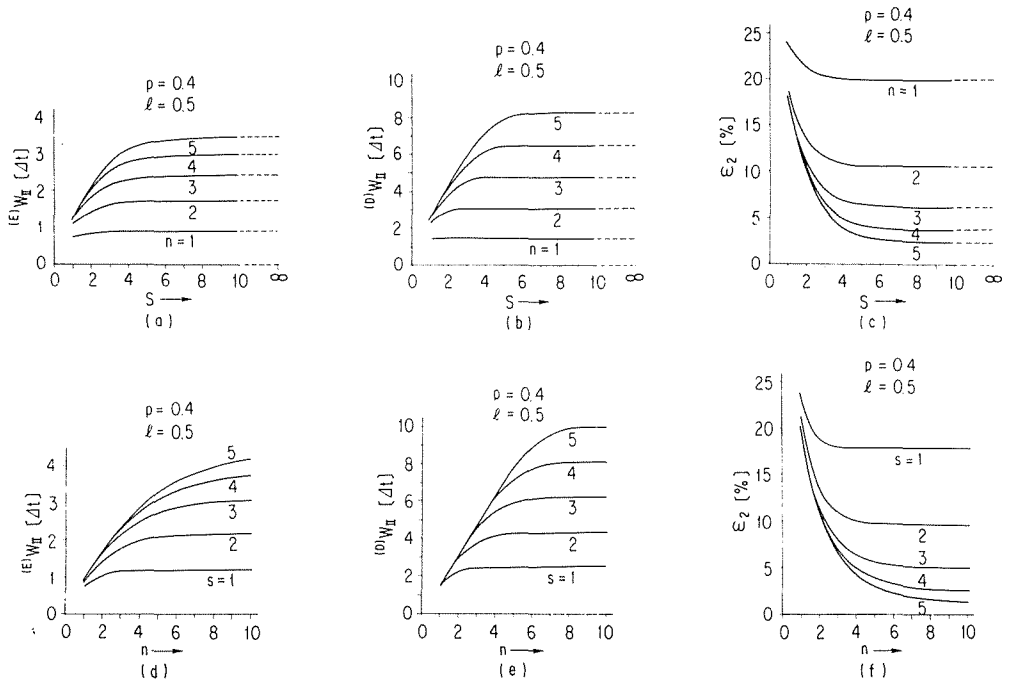 p = 0.4
ℓ = 0.5
(E)W_II [Δt]
4
3
2
1
0
5
4
3
2
n = 1
0 2 4 6 8 10 ∞
S →
(a)
p = 0.4
ℓ = 0.5
(D)W_II [Δt]
10
8
6
4
2
0
5
4
3
2
n = 1
0 2 4 6 8 10 ∞
S →
(b)
p = 0.4
ℓ = 0.5
ε₂ [%]
25
20
15
10
5
0
n = 1
2
3
4
5
0 2 4 6 8 10 ∞
S →
(c)
p = 0.4
ℓ = 0.5
(E)W_II [Δt]
4
3
2
1
0
5
4
3
2
s = 1
0 2 4 6 8 10
n →
(d)
p = 0.4
ℓ = 0.5
(D)W_II [Δt]
10
8
6
4
2
0
5
4
3
2
s = 1
0 2 4 6 8 10
n →
(e)
p = 0.4
ℓ = 0.5
ε₂ [%]
25
20
15
10
5
0
s = 1
2
3
4
5
0 2 4 6 8 10
n →
(f)